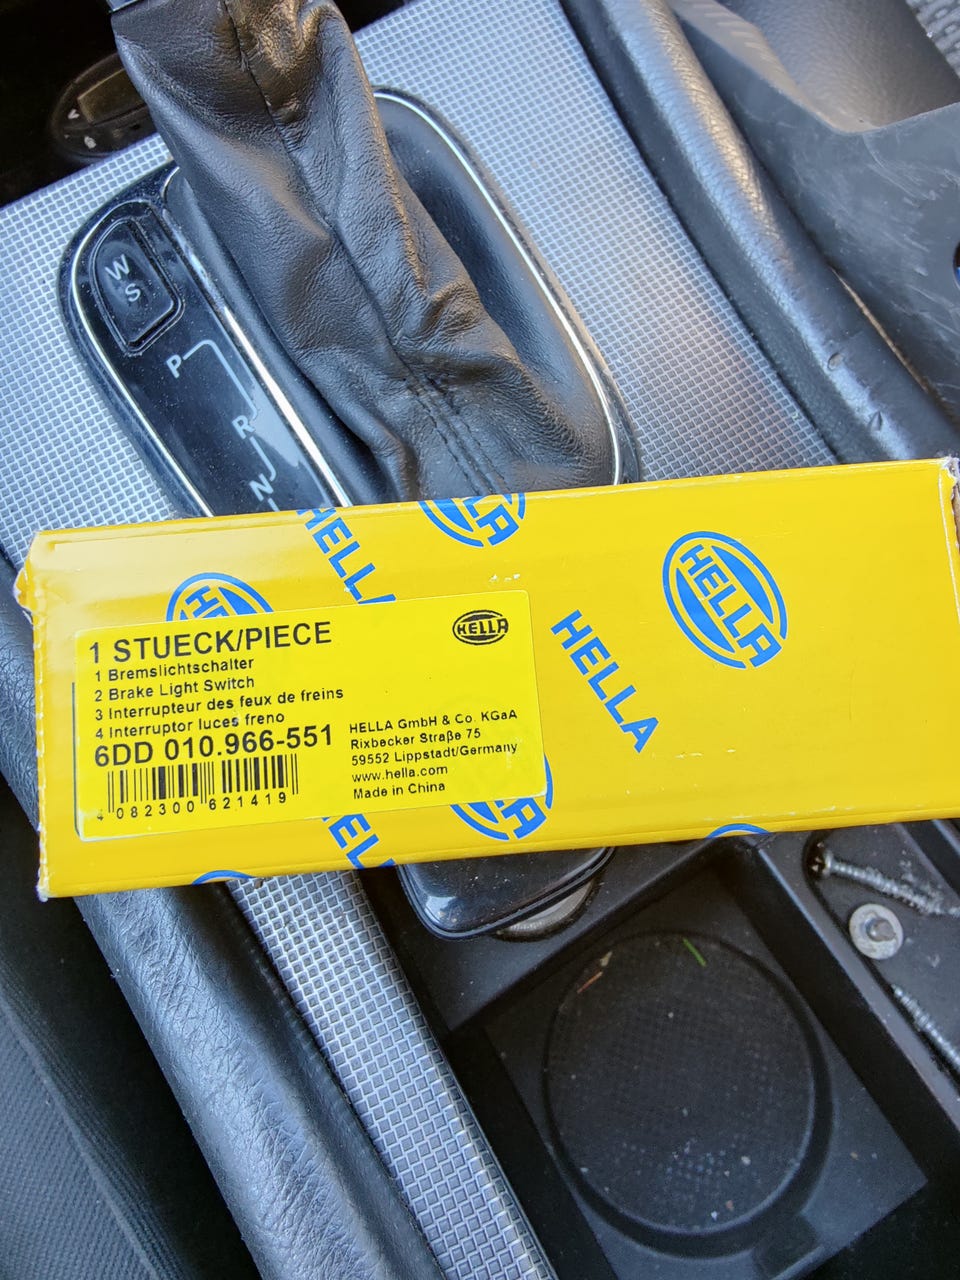 W
S
P
R
N
HELLA
HELLA
HELLA
HELLA
HELLA
1 STUECK/PIECE
HELLA
1 Bremslichtschalter
2 Brake Light Switch
3 Interrupteur des feux de freins
4 Interruptor luces freno
6DD 010.966-551
4 082300 621419
HELLA GmbH & Co. KGaA
Rixbecker Straße 75
59552 Lippstadt/Germany
www.hella.com
Made in China